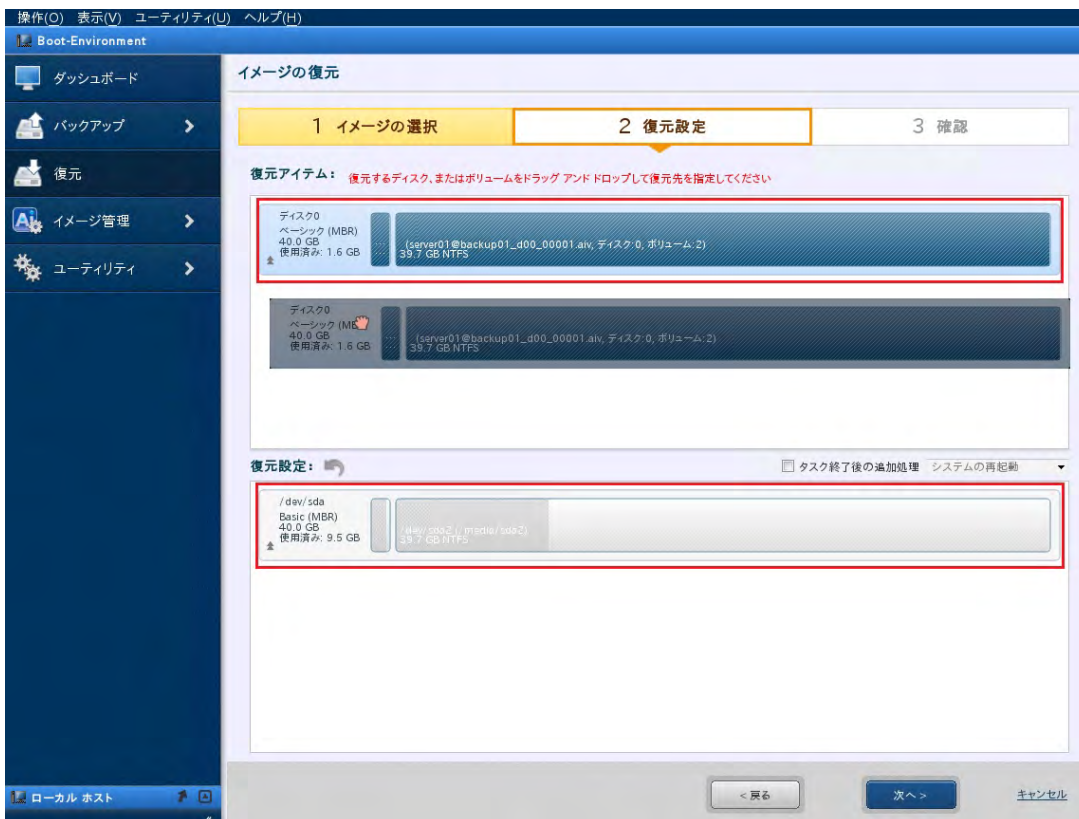 操作(O) 表示(V) ユーティリティ(U) ヘルプ(H)
Boot-Environment
ダッシュボード
バックアップ
復元
イメージ管理
ユーティリティ
イメージの復元
1 イメージの選択
2 復元設定
3 確認
復元アイテム: 復元するディスク、またはボリュームをドラッグ アンド ドロップして復元先を指定してください
ディスク0
ベーシック (MBR)
40.0 GB
使用済み: 1.6 GB
...
(server01@backup01_d00_00001.aiv, ディスク:0, ボリューム:2)
39.7 GB NTFS
ディスク0
ベーシック (MB
40.0 GB
使用済み: 1.6 GB
...
(server01@backup01_d00_00001.aiv, ディスク:0, ボリューム:2)
39.7 GB NTFS
復元設定:
タスク終了後の追加処理 システムの再起動
/dev/sda
Basic (MBR)
40.0 GB
使用済み: 9.5 GB
/dev/sda2 (/media/sda2)
39.7 GB NTFS
ローカル ホスト
<戻る
次へ>
キャンセル